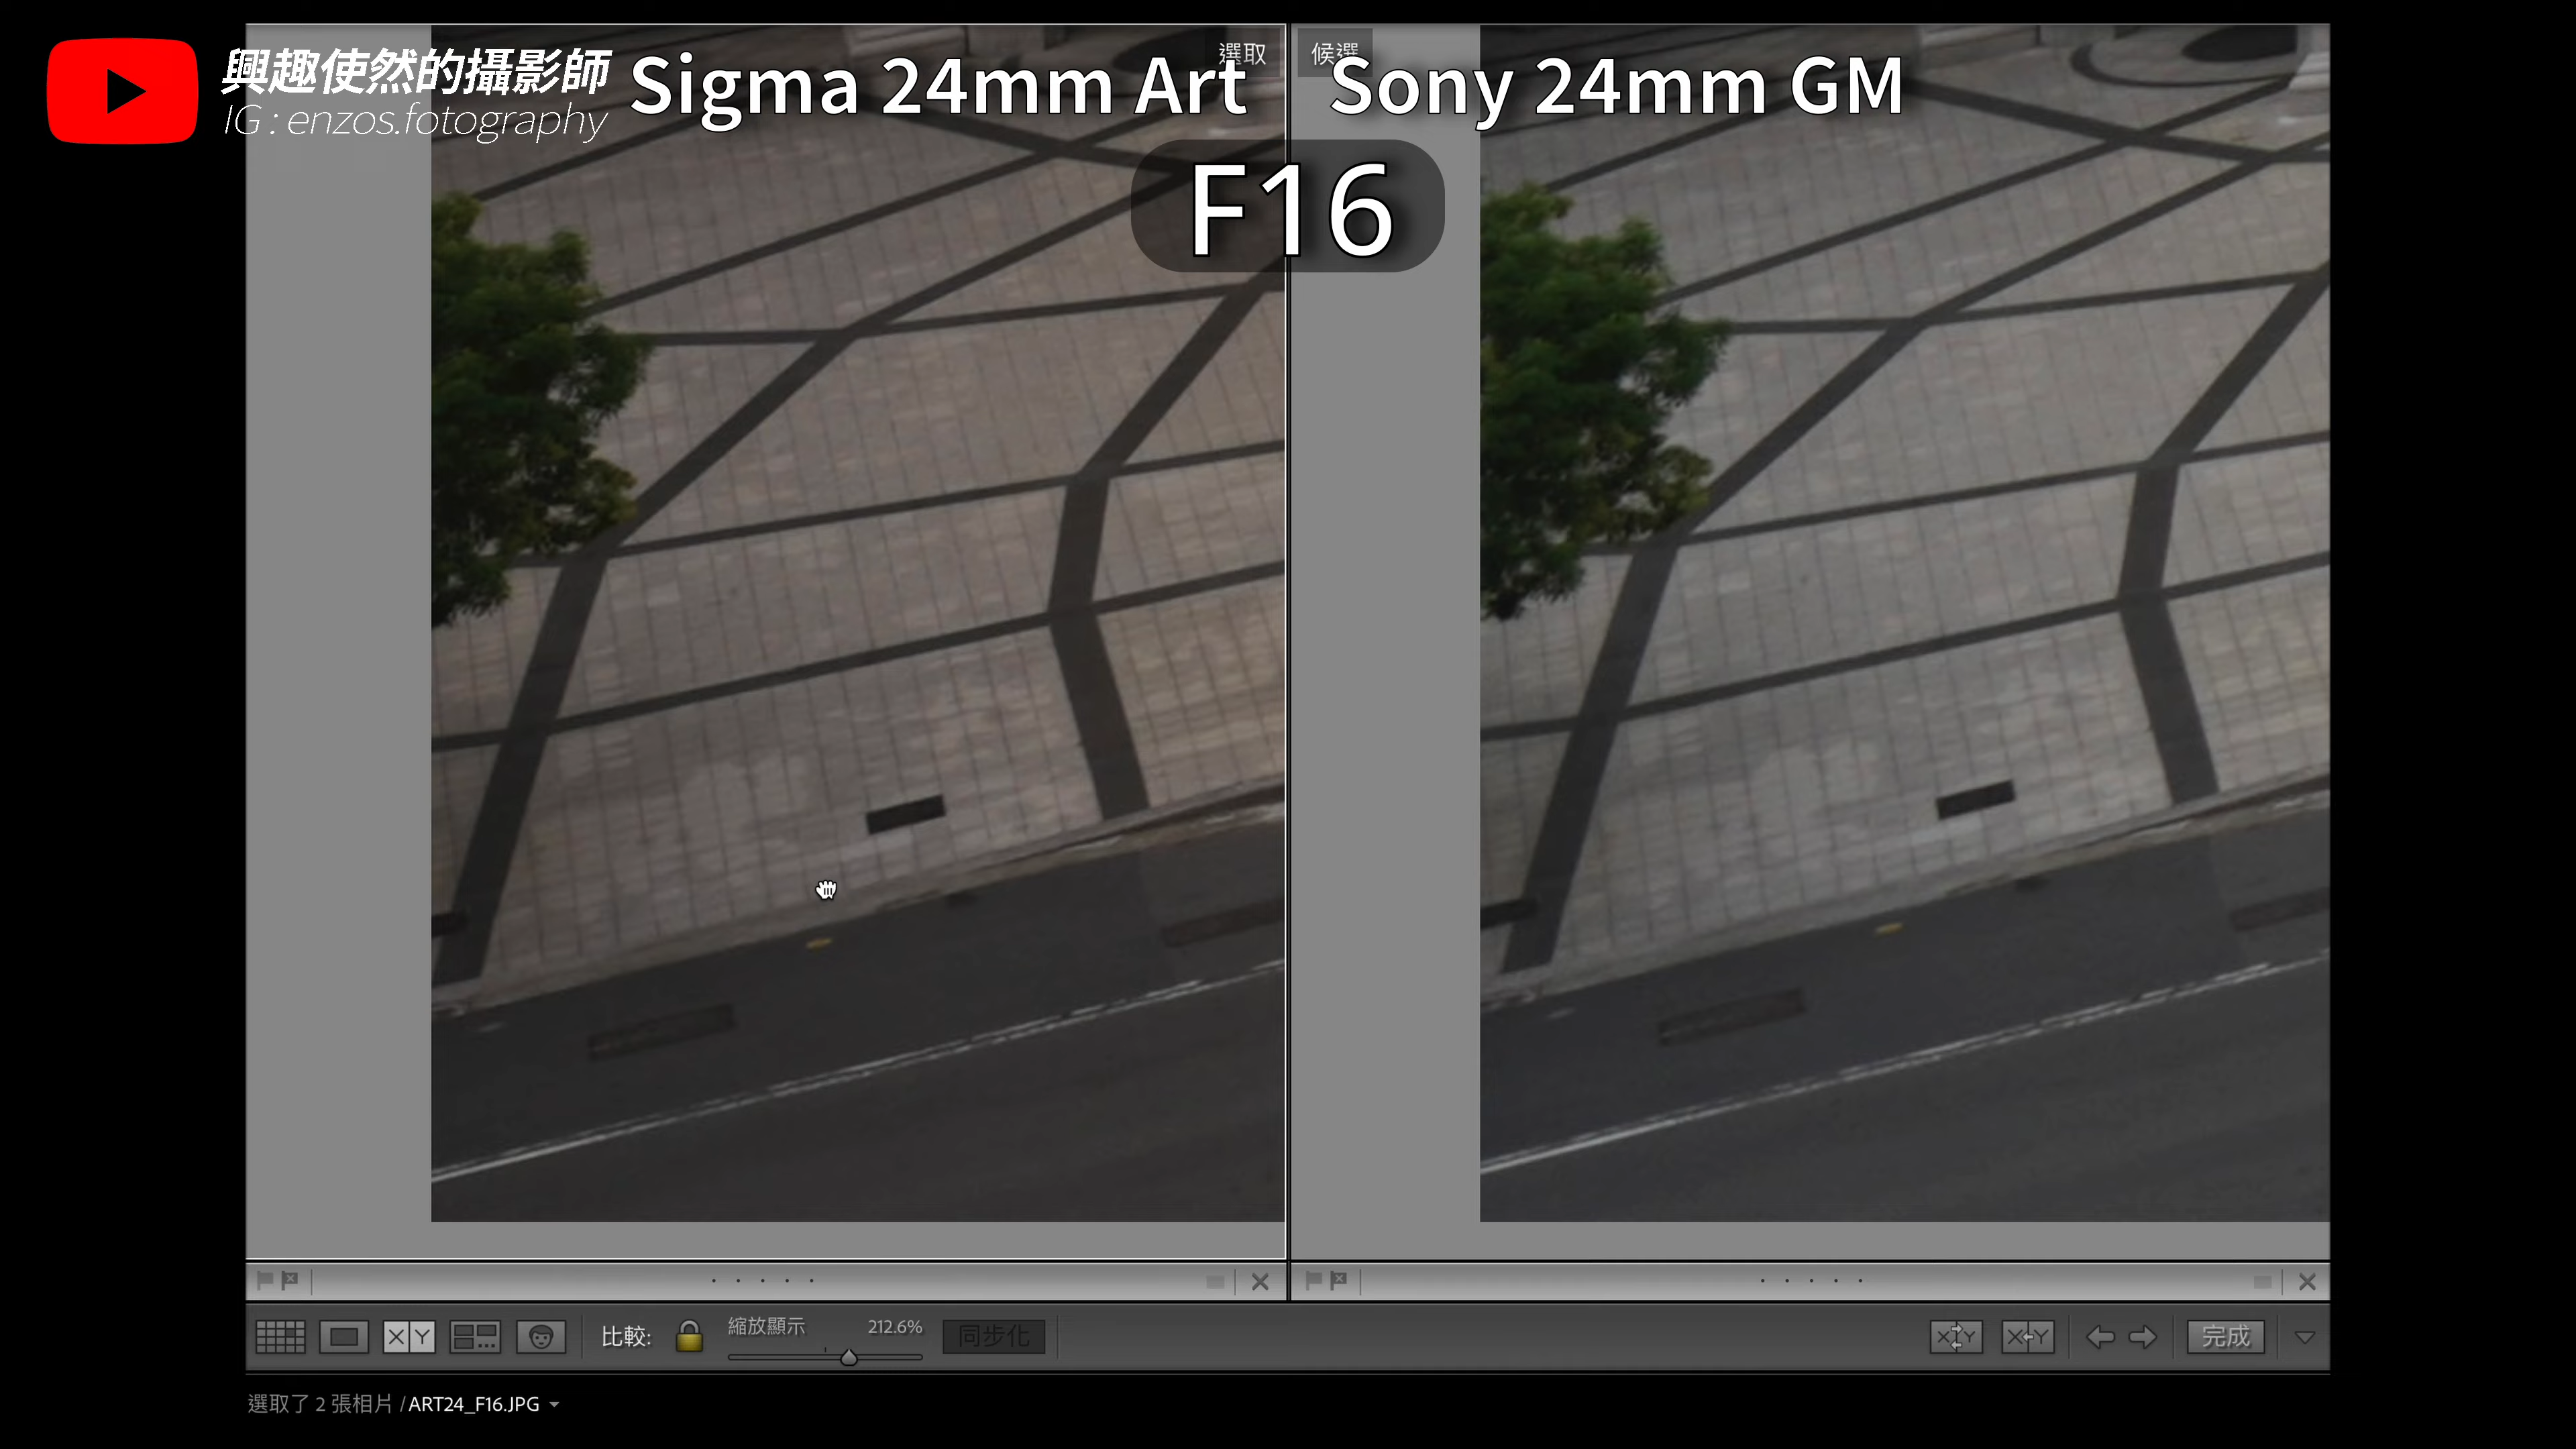 興趣使然的攝影師
IG : enzos.fotography
選取
候選
Sigma 24mm Art
Sony 24mm GM
F16
XY
比較:
縮放顯示
212.6%
同步化
X Y
X Y
完成
選取了 2 張相片 / ART24_F16.JPG